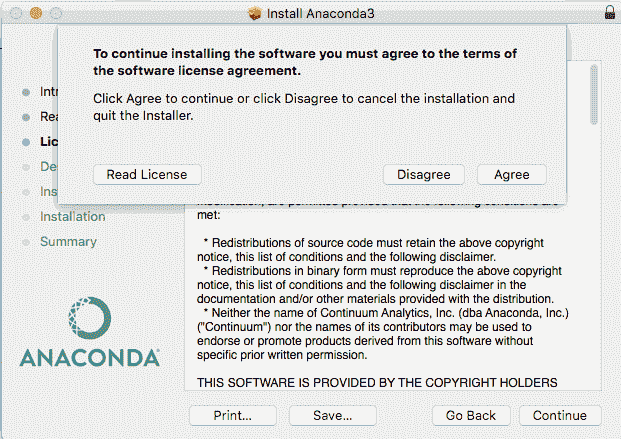 Install Anaconda3
To continue installing the software you must agree to the terms of
the software license agreement.
Click Agree to continue or click Disagree to cancel the installation and
quit the Installer.
Read License
Disagree
Agree
Int
Rea
Lic
De
Ins
Installation
Summary
modification, are permitted provided that the following conditions are
met:
* Redistributions of source code must retain the above copyright
notice, this list of conditions and the following disclaimer.
* Redistributions in binary form must reproduce the above copyright
notice, this list of conditions and the following disclaimer in the
documentation and/or other materials provided with the distribution.
* Neither the name of Continuum Analytics, Inc. (dba Anaconda, Inc.)
("Continuum") nor the names of its contributors may be used to
endorse or promote products derived from this software without
specific prior written permission.
THIS SOFTWARE IS PROVIDED BY THE COPYRIGHT HOLDERS
ANACONDA
Print...
Save...
Go Back
Continue